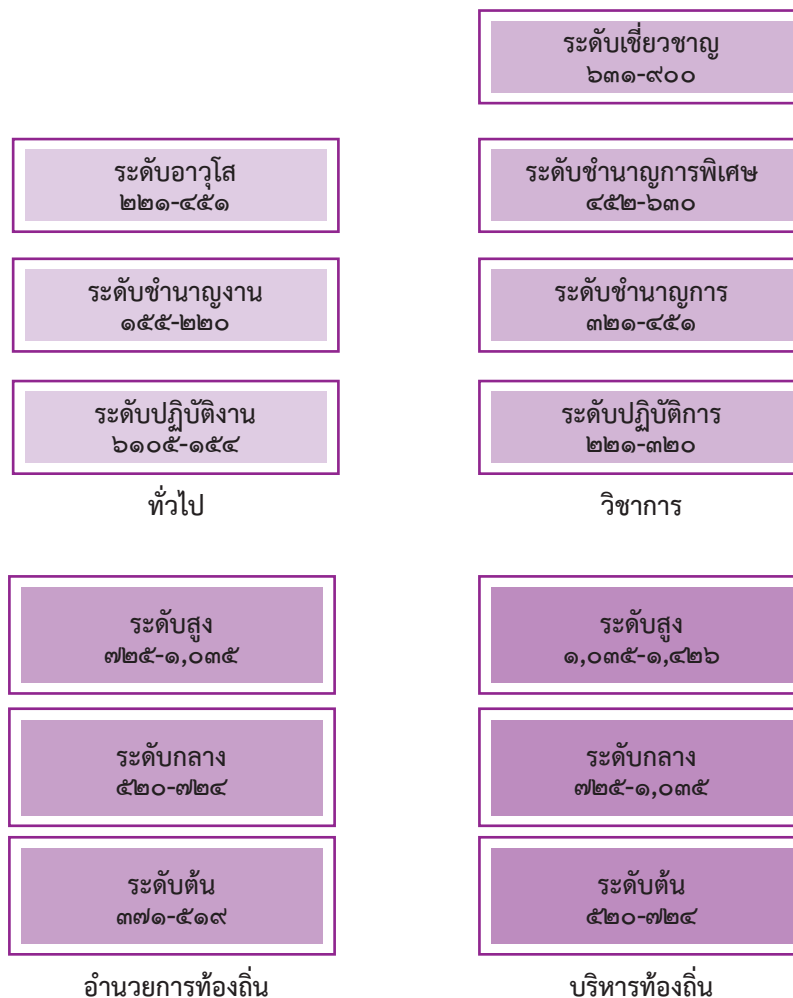 ระดับเชี่ยวชาญ
๖๓๑-๙๐๐
ระดับอาวุโส
๒๒๑-๔๕๑
ระดับชำนาญการพิเศษ
๔๕๒-๖๓๐
ระดับชำนาญงาน
๑๕๕-๒๒๐
ระดับชำนาญการ
๓๒๑-๔๕๑
ระดับปฏิบัติงาน
๖๑๐๕-๑๕๔
ระดับปฏิบัติการ
๒๒๑-๓๒๐
ทั่วไป
วิชาการ
ระดับสูง
๗๒๕-๑,๐๓๕
ระดับสูง
๑,๐๓๕-๑,๔๒๖
ระดับกลาง
๕๒๐-๗๒๔
ระดับกลาง
๗๒๕-๑,๐๓๕
ระดับต้น
๓๗๑-๕๑๙
ระดับต้น
๕๒๐-๗๒๔
อำนวยการท้องถิ่น
บริหารท้องถิ่น